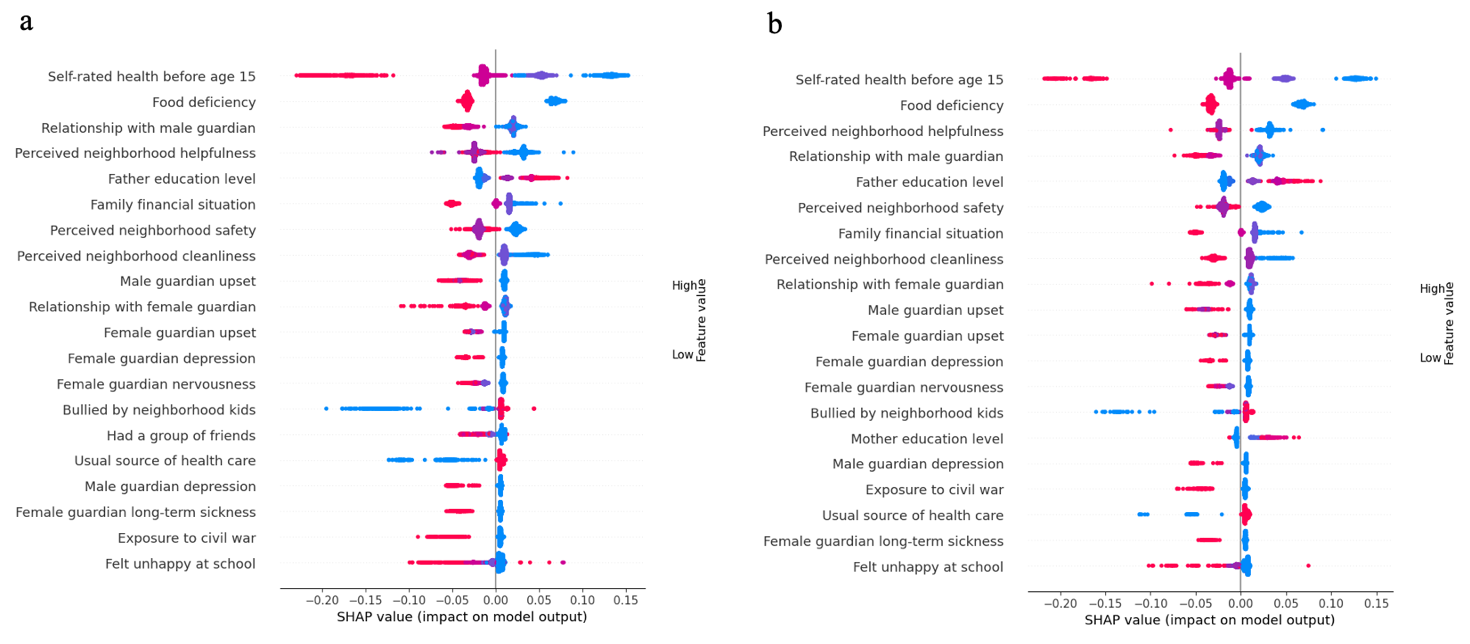 a
Self-rated health before age 15
Food deficiency
Relationship with male guardian
Perceived neighborhood helpfulness
Father education level
Family financial situation
Perceived neighborhood safety
Perceived neighborhood cleanliness
Male guardian upset
Relationship with female guardian
Female guardian upset
Female guardian depression
Female guardian nervousness
Bullied by neighborhood kids
Had a group of friends
Usual source of health care
Male guardian depression
Female guardian long-term sickness
Exposure to civil war
Felt unhappy at school
−0.20 −0.15 −0.10 −0.05 0.00 0.05 0.10 0.15
SHAP value (impact on model output)
High
Low
Feature value
b
Self-rated health before age 15
Food deficiency
Perceived neighborhood helpfulness
Relationship with male guardian
Father education level
Perceived neighborhood safety
Family financial situation
Perceived neighborhood cleanliness
Relationship with female guardian
Male guardian upset
Female guardian upset
Female guardian depression
Female guardian nervousness
Bullied by neighborhood kids
Mother education level
Male guardian depression
Exposure to civil war
Usual source of health care
Female guardian long-term sickness
Felt unhappy at school
−0.20 −0.15 −0.10 −0.05 0.00 0.05 0.10 0.15
SHAP value (impact on model output)
High
Low
Feature value